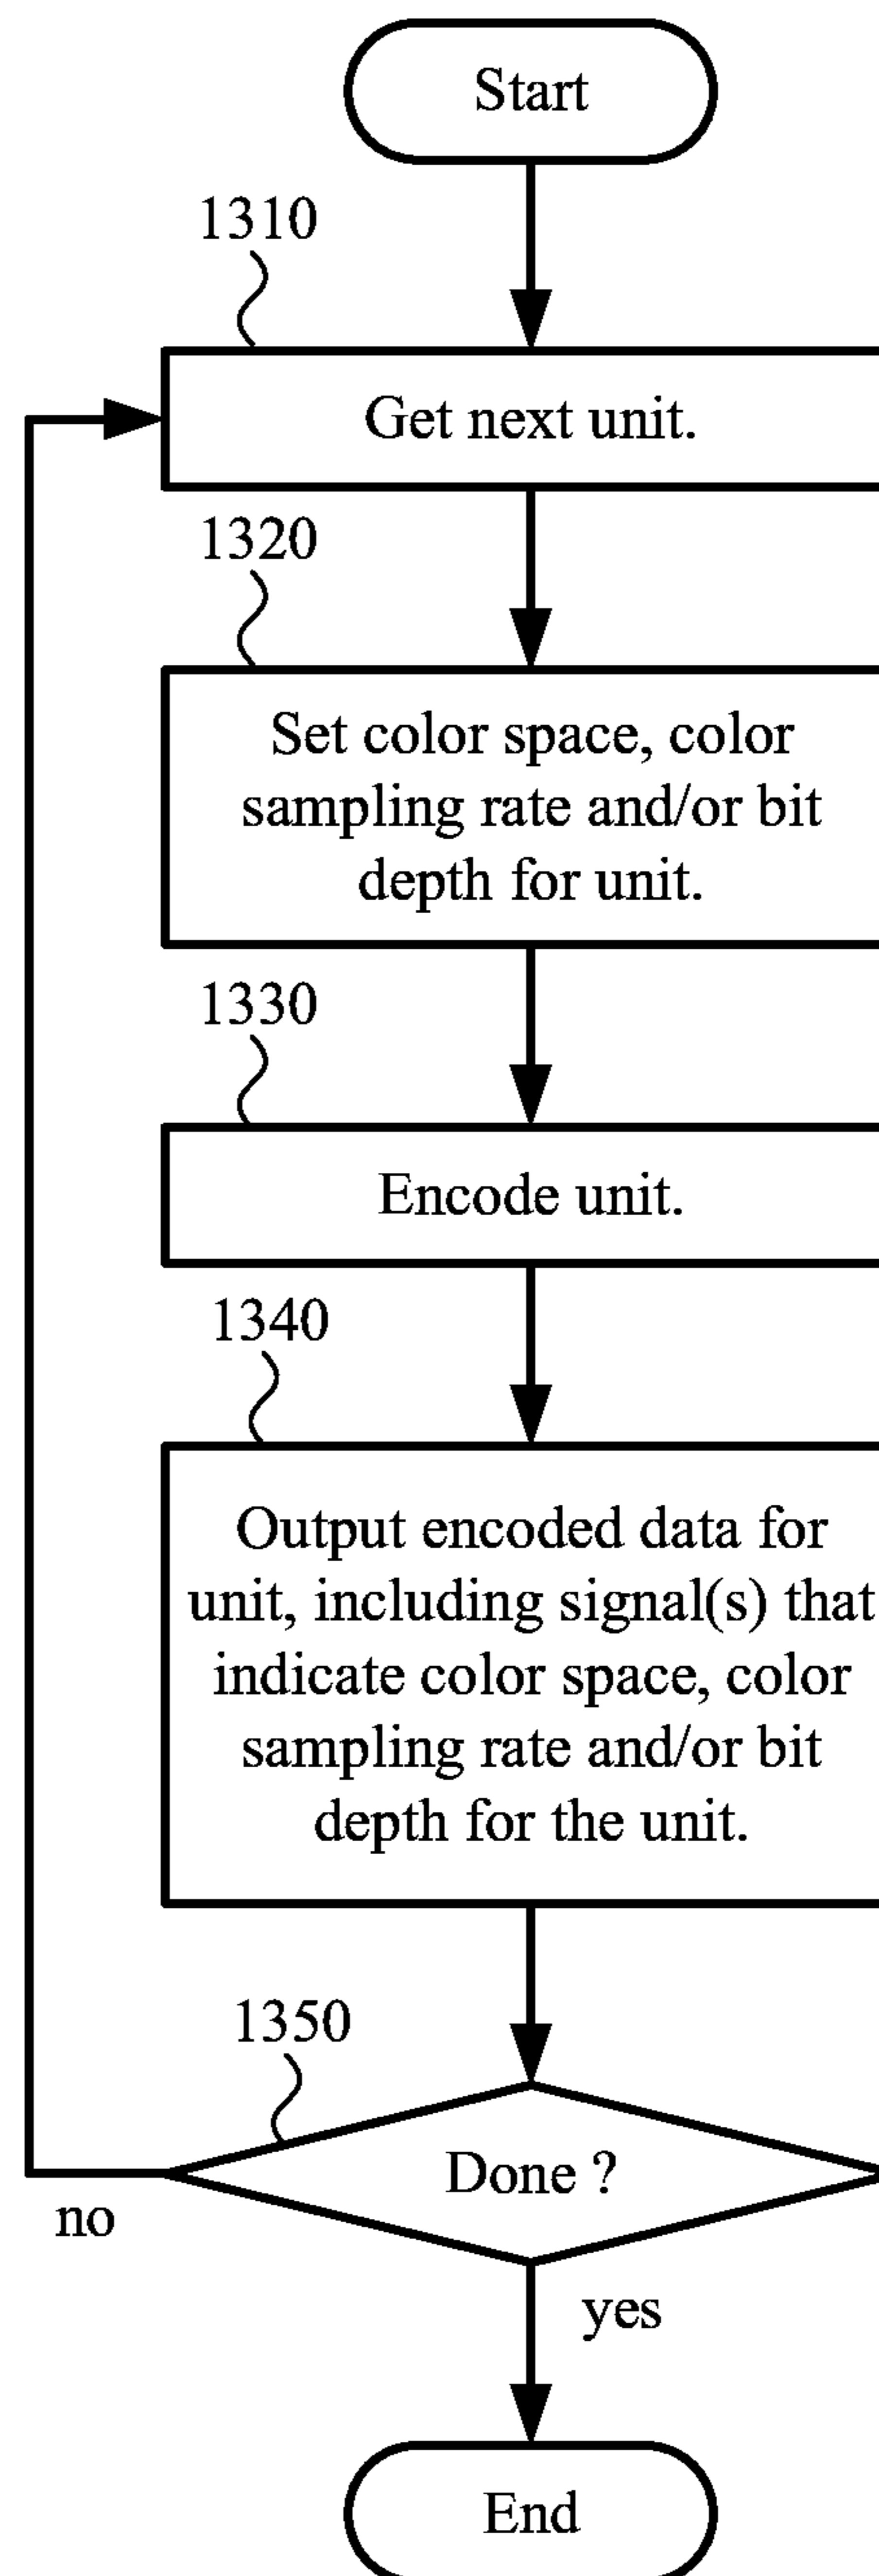 Start
1310
Get next unit.
1320
Set color space, color
sampling rate and/or bit
depth for unit.
1330
Encode unit.
1340
Output encoded data for
unit, including signal(s) that
indicate color space, color
sampling rate and/or bit
depth for the unit.
1350
Done ?
no
yes
End